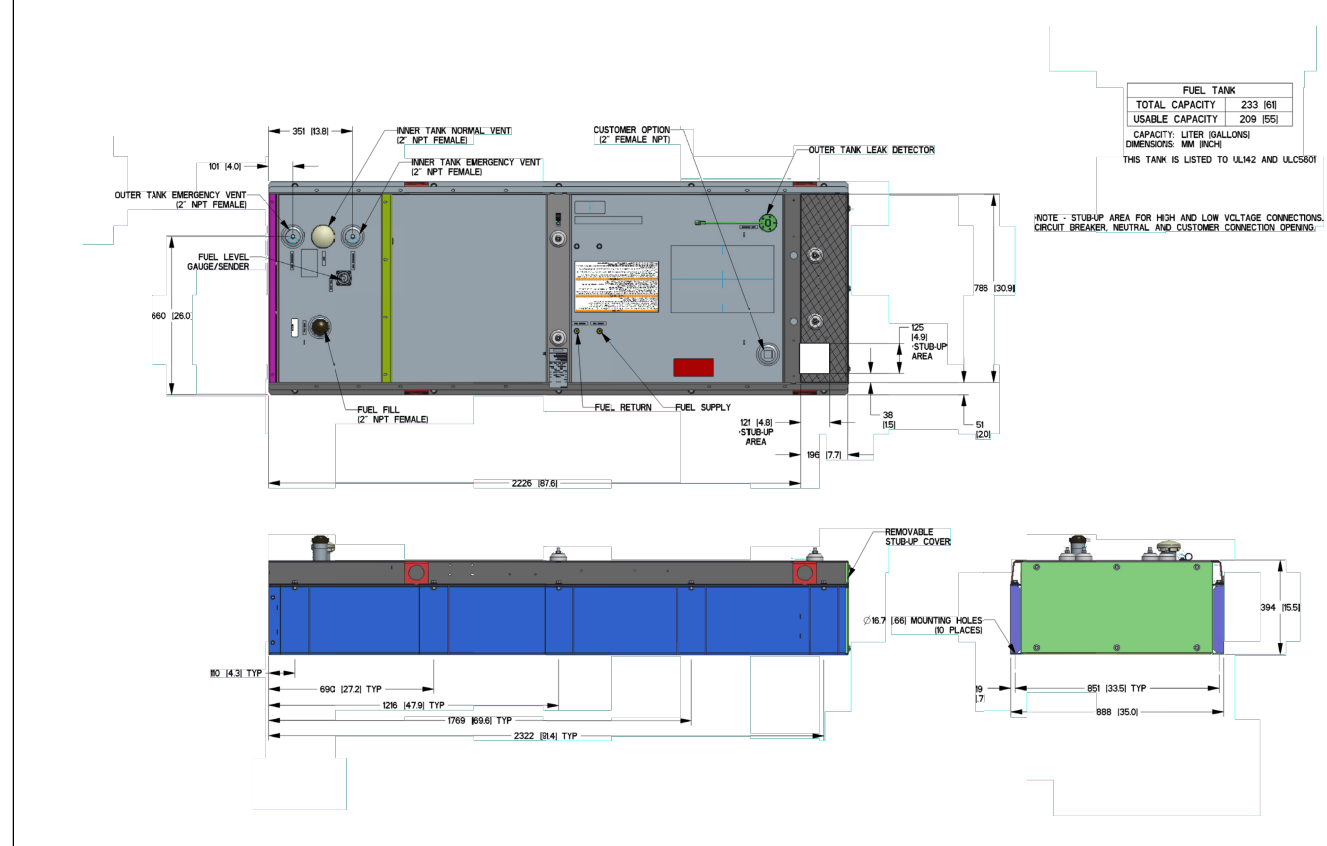 FUEL TANK
TOTAL CAPACITY 233 [61]
USABLE CAPACITY 209 [55]
CAPACITY: LITER [GALLONS]
DIMENSIONS: MM [INCH]
THIS TANK IS LISTED TO UL142 AND ULC5601
NOTE - STUB-UP AREA FOR HIGH AND LOW VOLTAGE CONNECTIONS.
CIRCUIT BREAKER, NEUTRAL AND CUSTOMER CONNECTION OPENING.
351 [13.8]
INNER TANK NORMAL VENT
(2" NPT FEMALE)
CUSTOMER OPTION
(2" FEMALE NPT)
OUTER TANK LEAK DETECTOR
101 [4.0]
INNER TANK EMERGENCY VENT
(2" NPT FEMALE)
OUTER TANK EMERGENCY VENT
(2" NPT FEMALE)
FUEL LEVEL
GAUGE/SENDER
660 [26.0]
785 [30.9]
125
[4.9]
STUB-UP
AREA
FUEL FILL
(2" NPT FEMALE)
FUEL RETURN
FUEL SUPPLY
121 [4.8]
STUB-UP
AREA
38
[1.5]
51
[2.0]
196 [7.7]
2226 [87.6]
REMOVABLE
STUB-UP COVER
Ø16.7 [.66] MOUNTING HOLES
(10 PLACES)
394 [15.5]
110 [4.3] TYP
690 [27.2] TYP
1216 [47.9] TYP
1769 [69.6] TYP
2322 [91.4] TYP
19
[.7]
851 [33.5] TYP
888 [35.0]